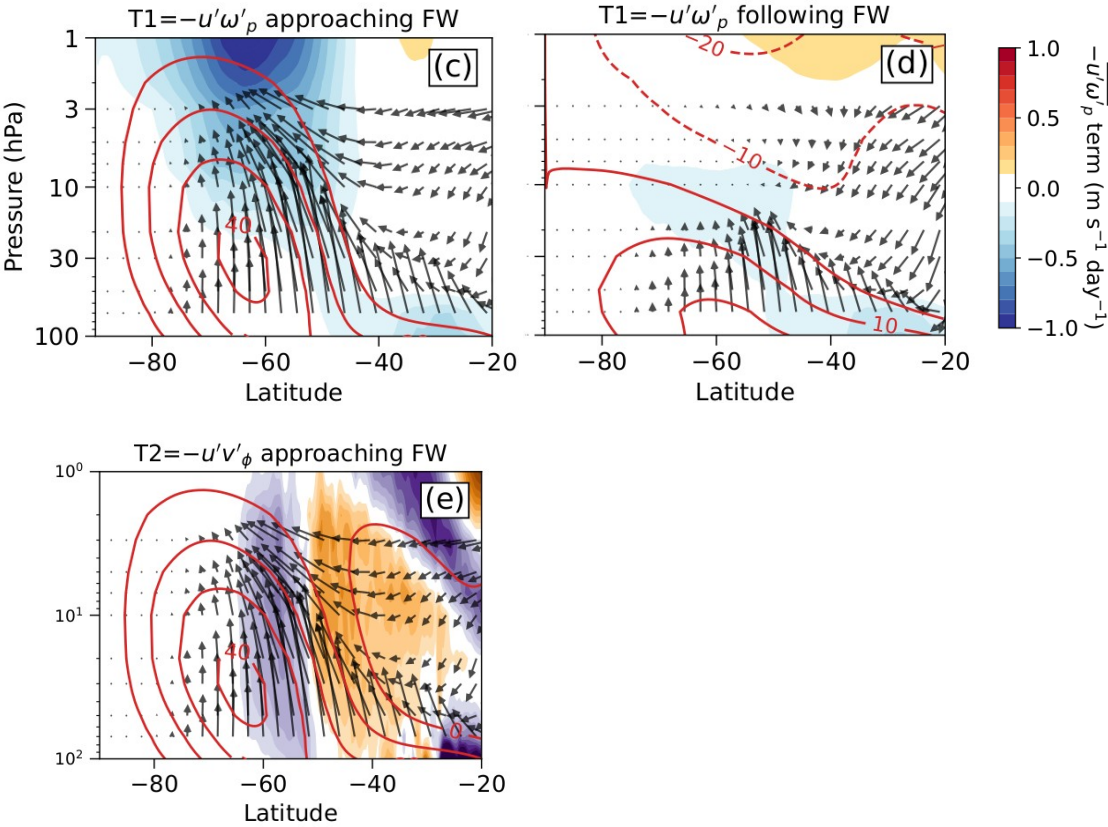 T1=−u′ω′ₚ approaching FW
T1=−u′ω′ₚ following FW
(c)
(d)
1
3
10
30
100
Pressure (hPa)
40
−20
−10
10
−80
−60
−40
−20
Latitude
−80
−60
−40
−20
Latitude
1.0
0.5
0.0
−0.5
−1.0
−u′ω′ₚ term (m s⁻¹ day⁻¹)
T2=−u′v′ᵩ approaching FW
(e)
10⁰
10¹
10²
40
0
−80
−60
−40
−20
Latitude